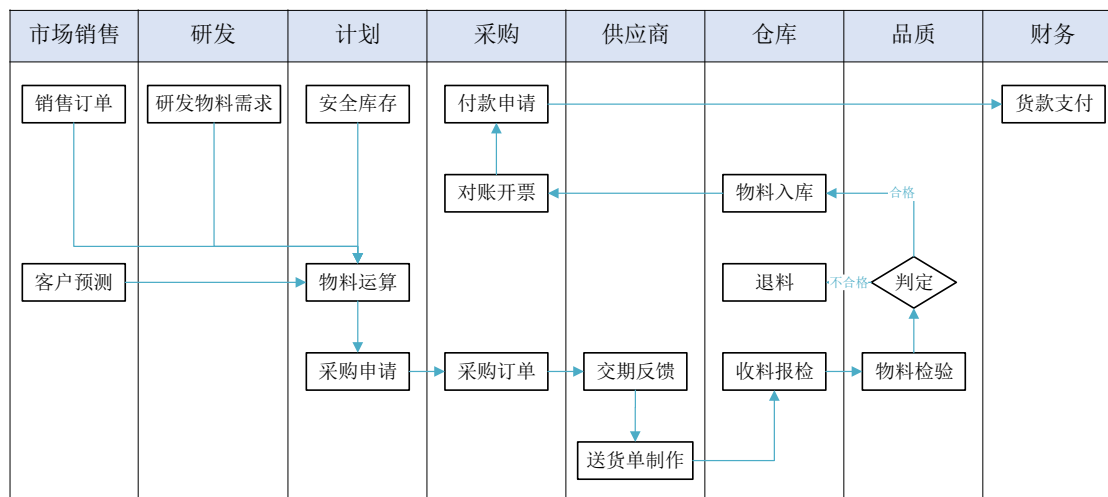 市场销售
研发
计划
采购
供应商
仓库
品质
财务
销售订单
研发物料需求
安全库存
付款申请
货款支付
对账开票
物料入库
合格
客户预测
物料运算
退料
不合格
判定
采购申请
采购订单
交期反馈
收料报检
物料检验
送货单制作